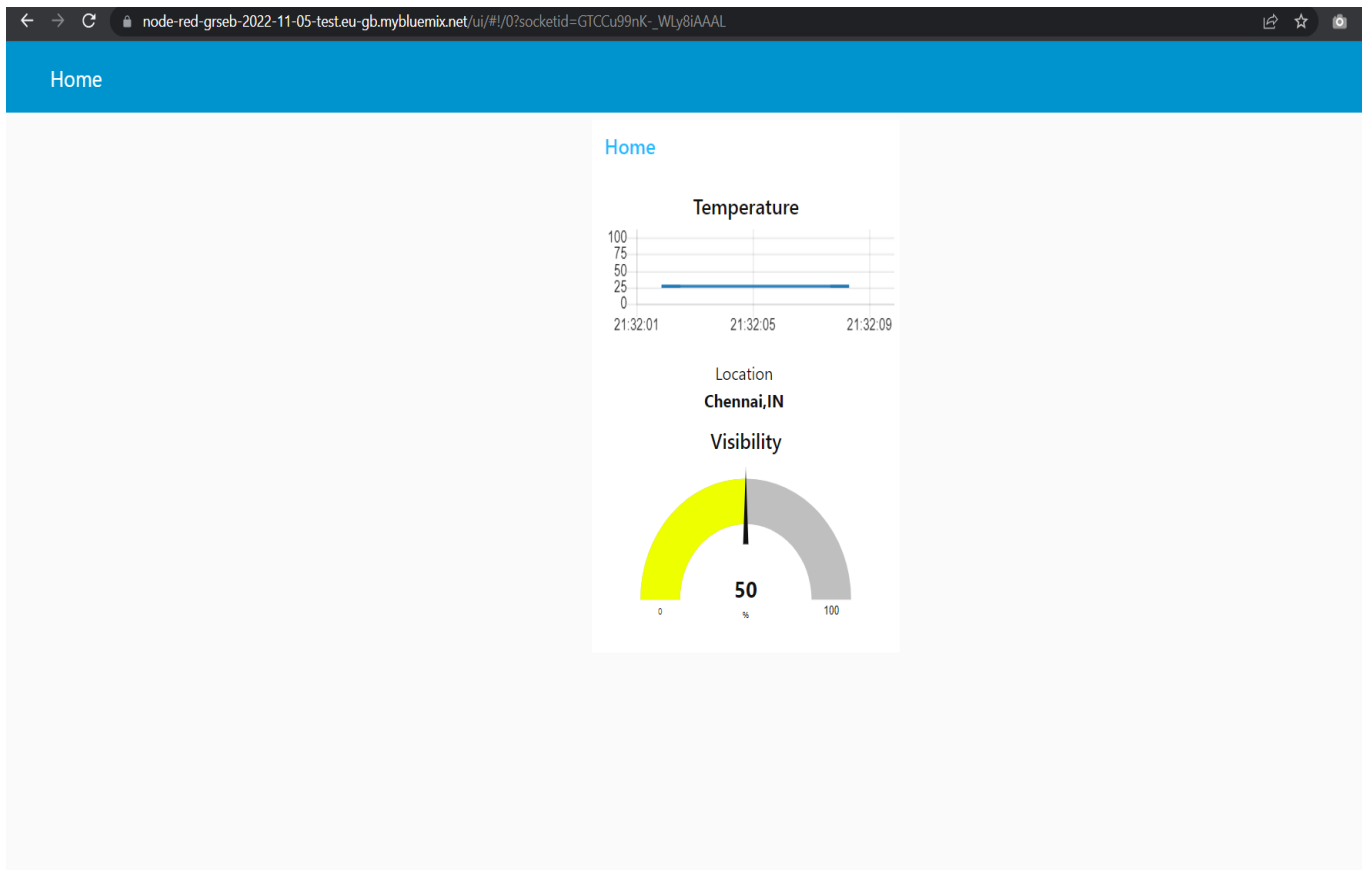 node-red-grseb-2022-11-05-test.eu-gb.mybluemix.net/ui/#!/0?socketid=GTCCu99nK-_WLy8iAAAL
Home
Home
Temperature
100
75
50
25
0
21:32:01 21:32:05 21:32:09
Location
Chennai,IN
Visibility
50
0 % 100